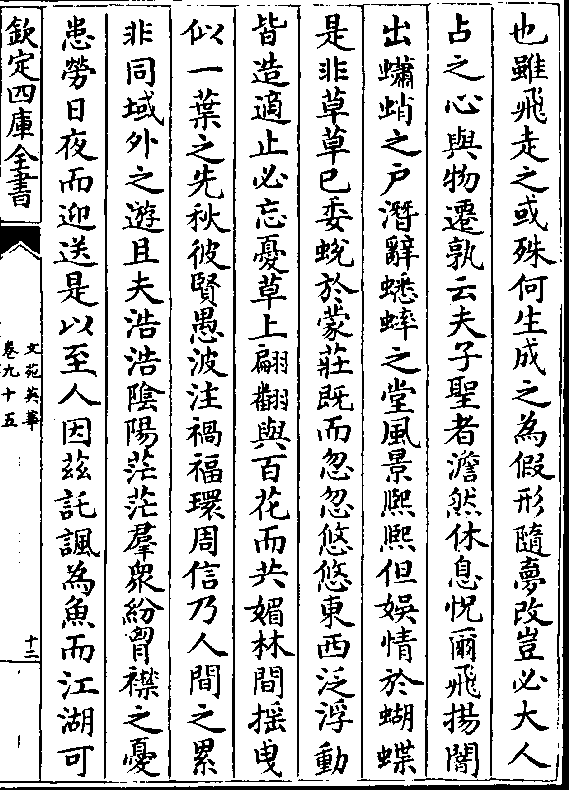 也雖飛走之或殊何生成之為假形隨夢改豈必大人
占之心與物遷孰云夫子聖者澹然休息怳爾飛揚闇
出蠨蛸之戶潛辭蟋蟀之堂風景熈熈但娛情於蝴蝶
是非草草已委蛻於蒙莊既而忽忽悠悠東西泛浮動
皆造適止必忘憂草上翩翻與百花而共媚林間摇曳
似一葉之先秋彼賢愚波注禍福環周信乃人間之累
非同域外之遊且夫浩浩陰陽茫茫羣衆紛胷襟之憂
患勞日夜而迎送是以至人因茲託諷為魚而江湖可
欽定四庫全書
文苑英華
卷九十五
十二